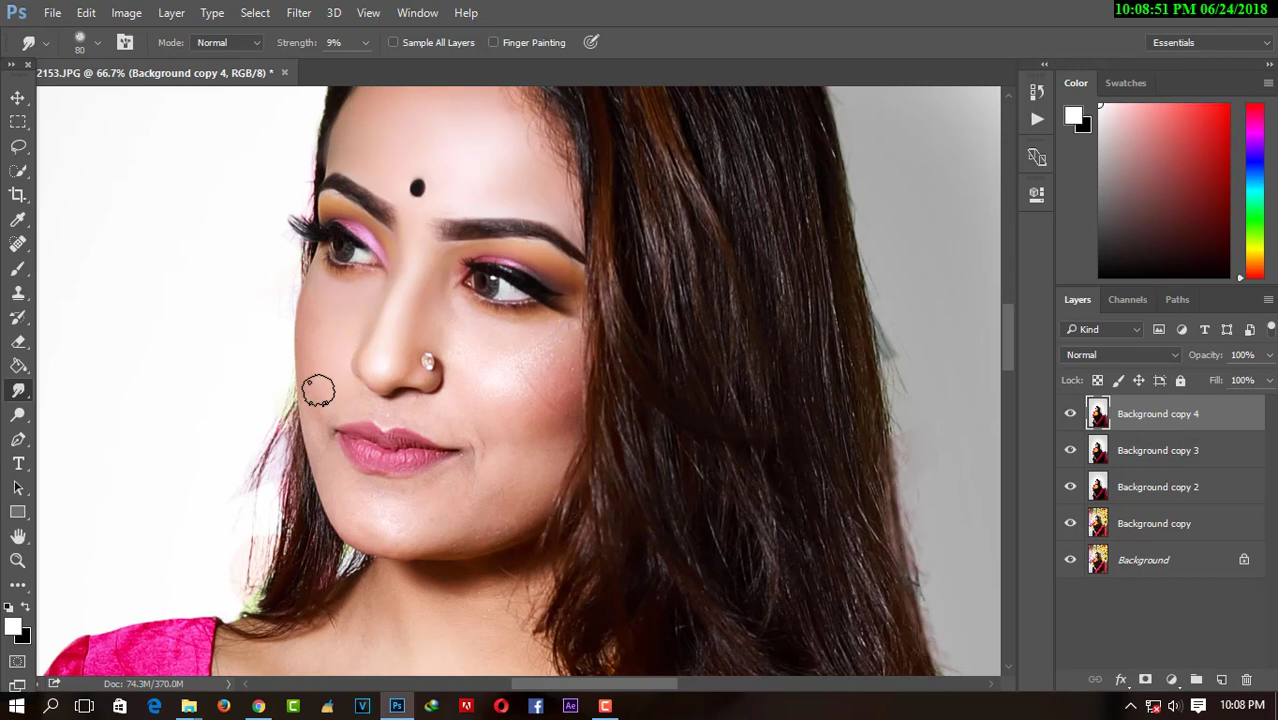 10:08:51 PM 06/24/2018
Ps File Edit Image Layer Type Select Filter 3D View Window Help
80 Mode: Normal Strength: 9% Sample All Layers Finger Painting Essentials
2153.JPG @ 66.7% (Background copy 4, RGB/8) *
Color Swatches
Layers Channels Paths
Kind
Normal Opacity: 100%
Lock: Fill: 100%
Background copy 4
Background copy 3
Background copy 2
Background copy
Background
Doc: 74.3M/370.0M
10:08 PM